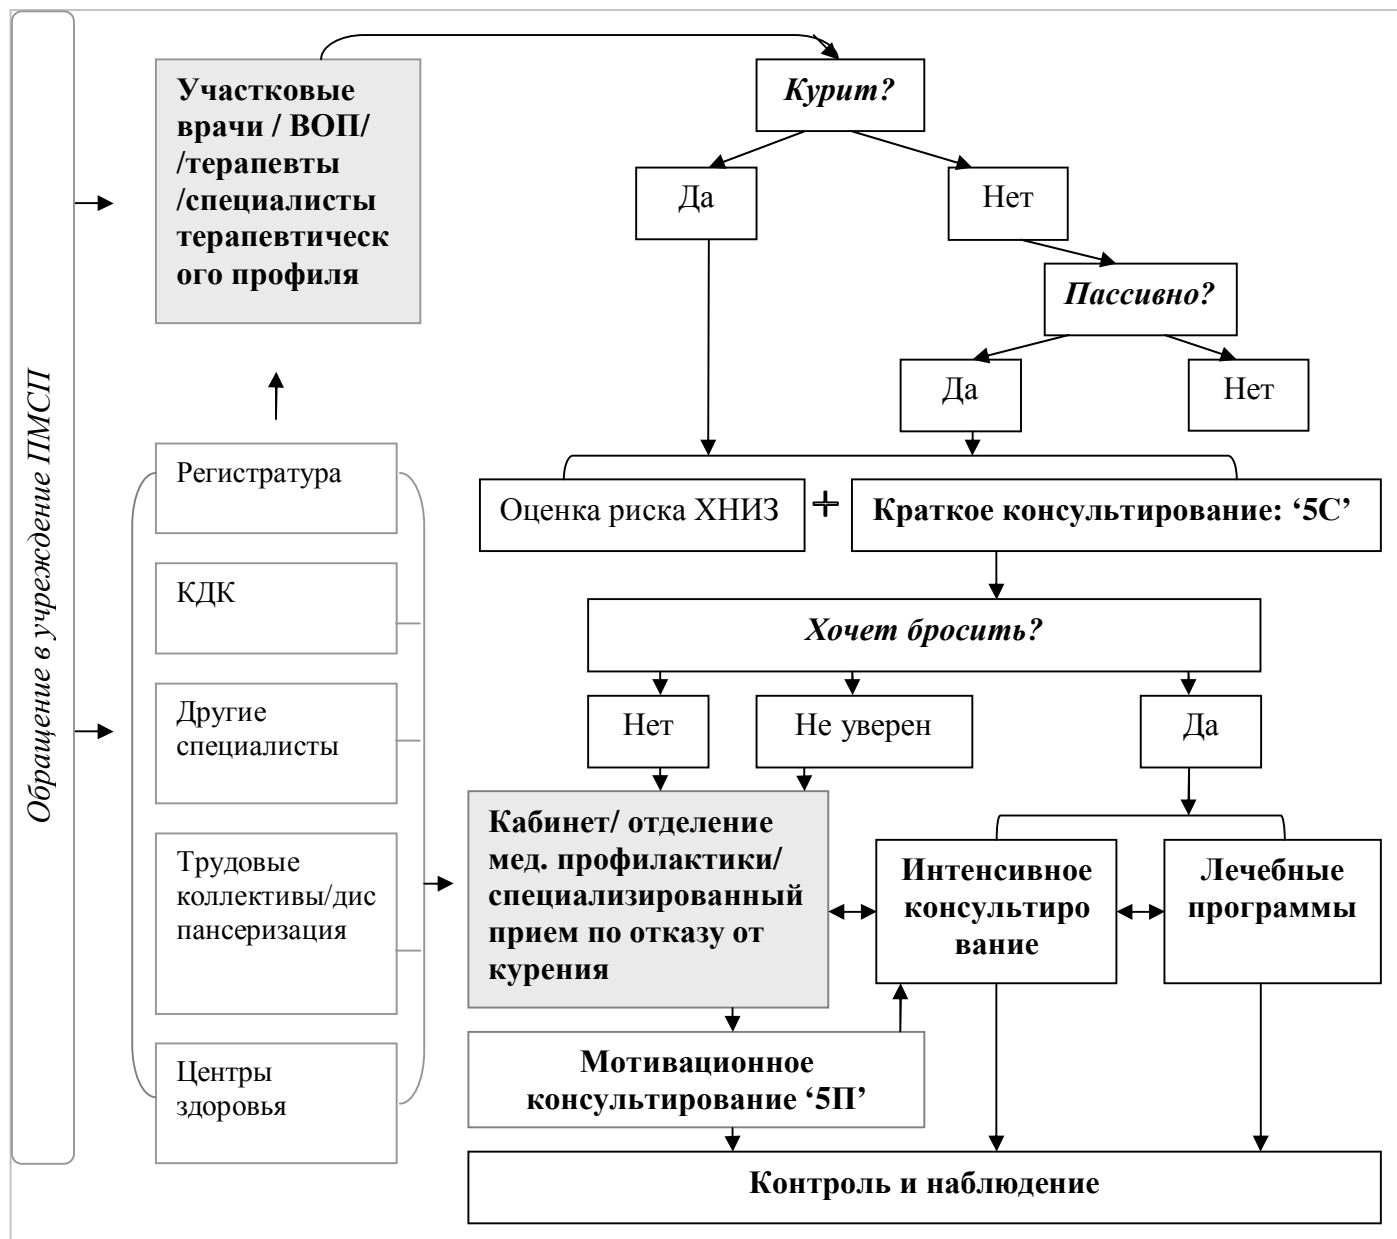 Обращение в учреждение ПМСП
Участковые
врачи / ВОП/
/терапевты
/специалисты
терапевтическ
ого профиля
Курит?
Да
Нет
Пассивно?
Да
Нет
Регистратура
КДК
Другие
специалисты
Трудовые
коллективы/дис
пансеризация
Центры
здоровья
Оценка риска ХНИЗ
+
Краткое консультирование: ‘5С’
Хочет бросить?
Нет
Не уверен
Да
Кабинет/ отделение
мед. профилактики/
специализированный
прием по отказу от
курения
Интенсивное
консультиро
вание
Лечебные
программы
Мотивационное
консультирование ‘5П’
Контроль и наблюдение